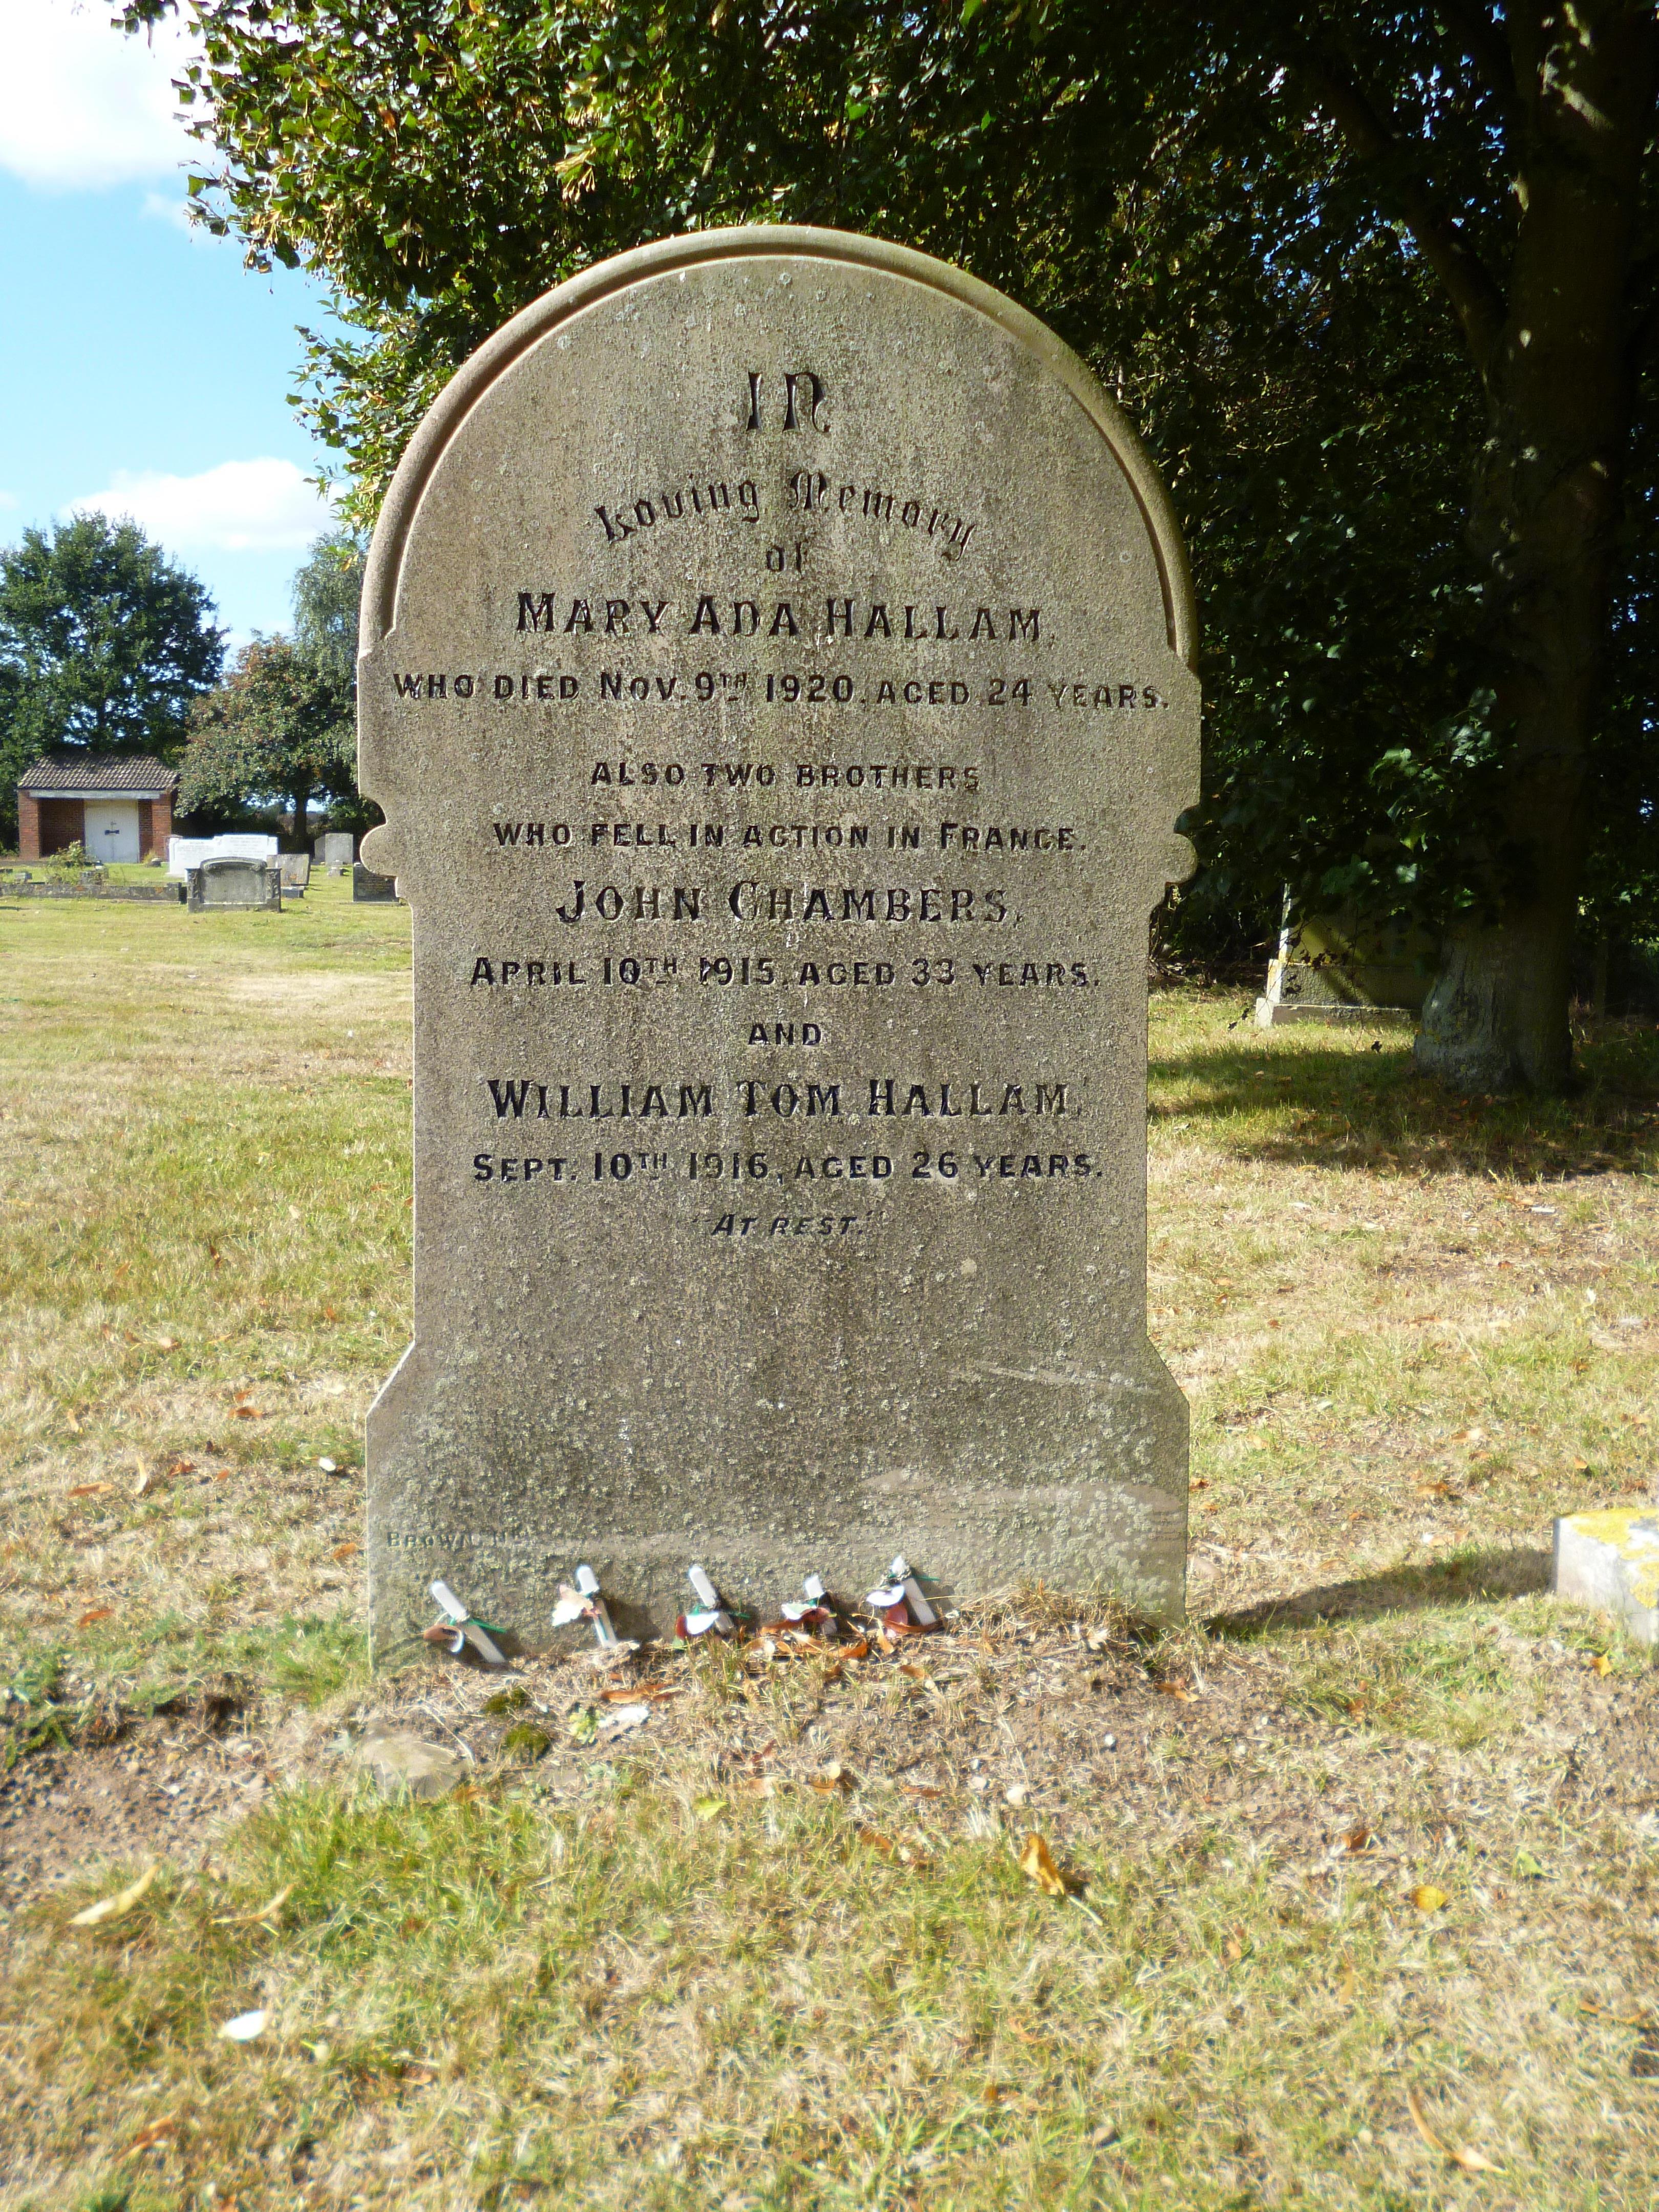 IN
Loving Memory
of
MARY ADA HALLAM,
WHO DIED NOV. 9TH 1920, AGED 24 YEARS.
ALSO TWO BROTHERS
WHO FELL IN ACTION IN FRANCE.
JOHN CHAMBERS,
APRIL 10TH 1915, AGED 33 YEARS.
AND
WILLIAM TOM HALLAM,
SEPT. 10TH 1916, AGED 26 YEARS.
"AT REST."
BROWN